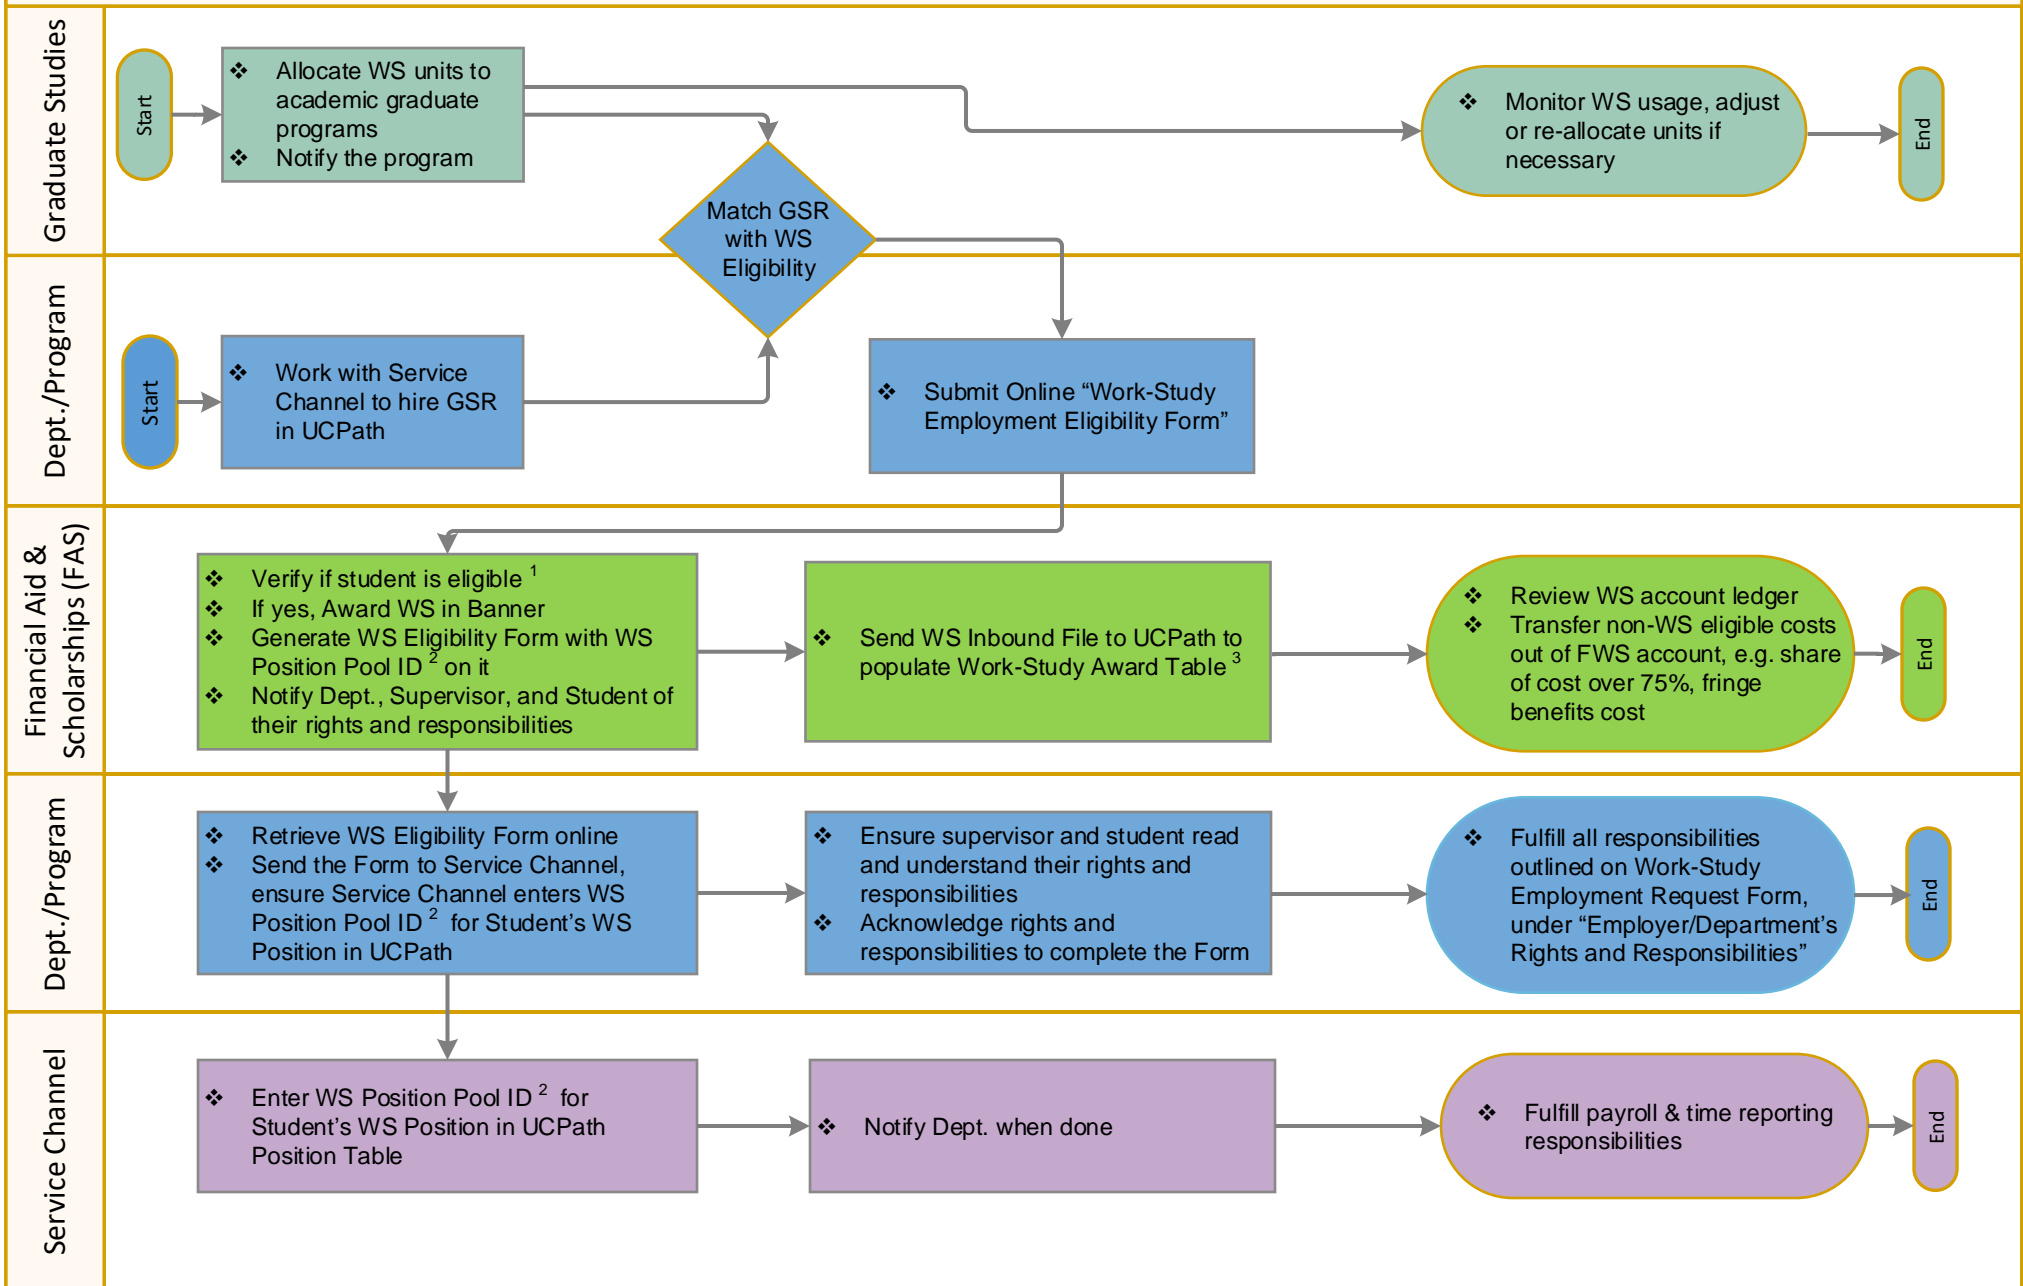 Graduate Studies
Start
❖ Allocate WS units to
academic graduate
programs
❖ Notify the program
❖ Monitor WS usage, adjust
or re-allocate units if
necessary
End
Match GSR
with WS
Eligibility
Dept./Program
Start
❖ Work with Service
Channel to hire GSR
in UCPath
❖ Submit Online “Work-Study
Employment Eligibility Form”
Financial Aid &
Scholarships (FAS)
❖ Verify if student is eligible 1
❖ If yes, Award WS in Banner
❖ Generate WS Eligibility Form with WS
Position Pool ID 2 on it
❖ Notify Dept., Supervisor, and Student of
their rights and responsibilities
❖ Send WS Inbound File to UCPath to
populate Work-Study Award Table 3
❖ Review WS account ledger
❖ Transfer non-WS eligible costs
out of FWS account, e.g. share
of cost over 75%, fringe
benefits cost
End
Dept./Program
❖ Retrieve WS Eligibility Form online
❖ Send the Form to Service Channel,
ensure Service Channel enters WS
Position Pool ID 2 for Student’s WS
Position in UCPath
❖ Ensure supervisor and student read
and understand their rights and
responsibilities
❖ Acknowledge rights and
responsibilities to complete the Form
❖ Fulfill all responsibilities
outlined on Work-Study
Employment Request Form,
under “Employer/Department’s
Rights and Responsibilities”
End
Service Channel
❖ Enter WS Position Pool ID 2 for
Student’s WS Position in UCPath
Position Table
❖ Notify Dept. when done
❖ Fulfill payroll & time reporting
responsibilities
End